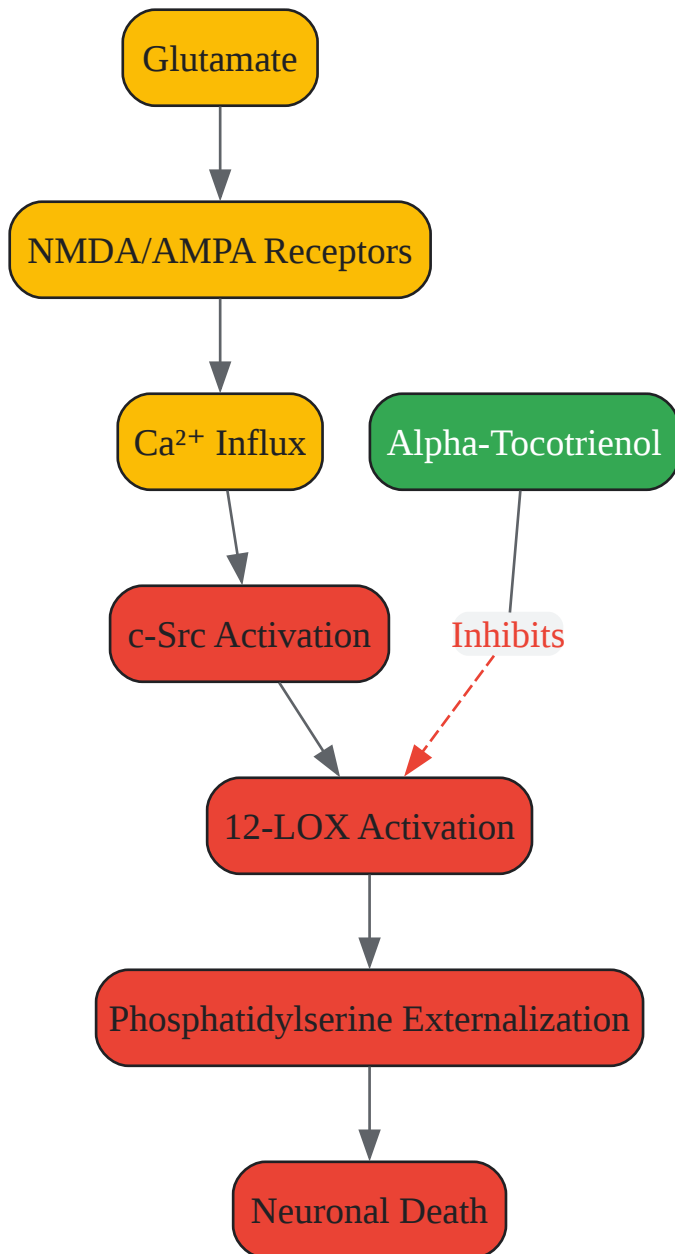 Glutamate
NMDA/AMPA Receptors
Ca²⁺ Influx
Alpha-Tocotrienol
c-Src Activation
Inhibits
12-LOX Activation
Phosphatidylserine Externalization
Neuronal Death